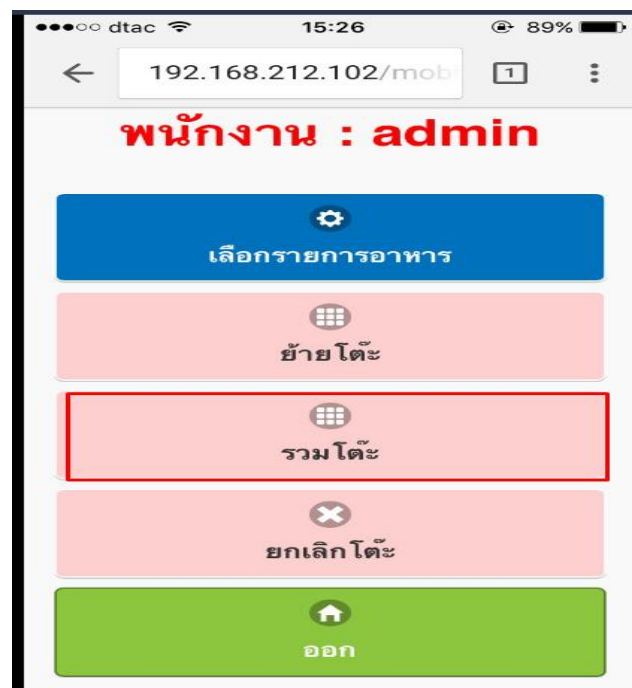 dtac 15:26 89%
192.168.212.102/mob 1
พนักงาน : admin
เลือกรายการอาหาร
ย้ายโต๊ะ
รวมโต๊ะ
ยกเลิกโต๊ะ
ออก